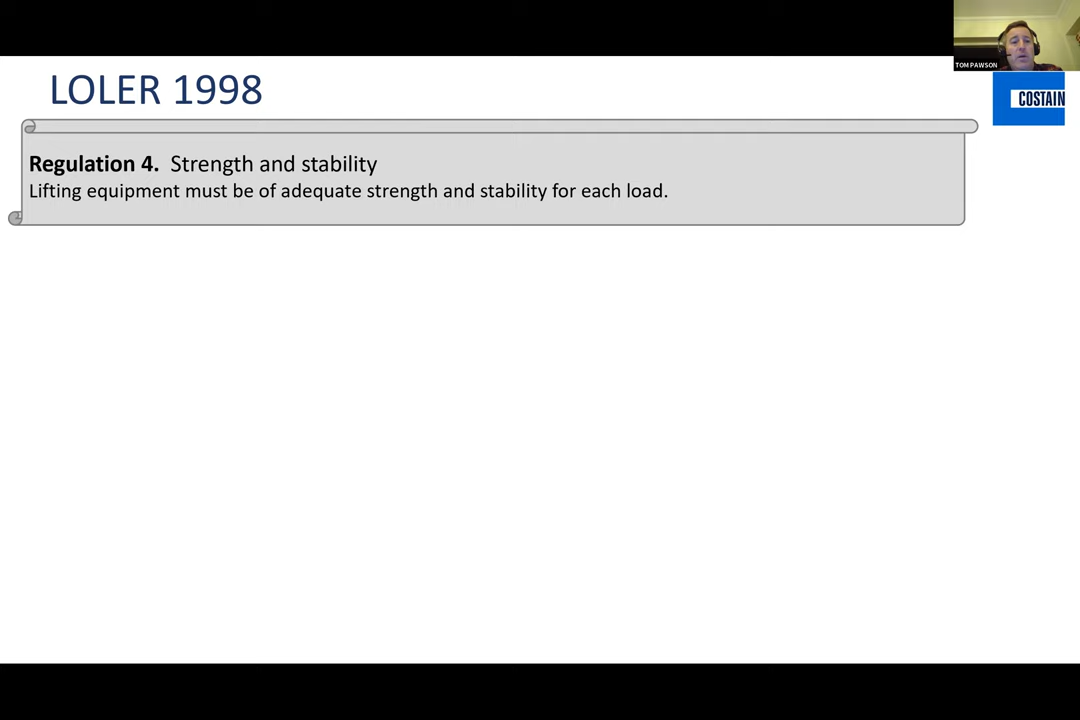 TOM PAWSON
LOLER 1998
COSTAIN
Regulation 4. Strength and stability
Lifting equipment must be of adequate strength and stability for each load.